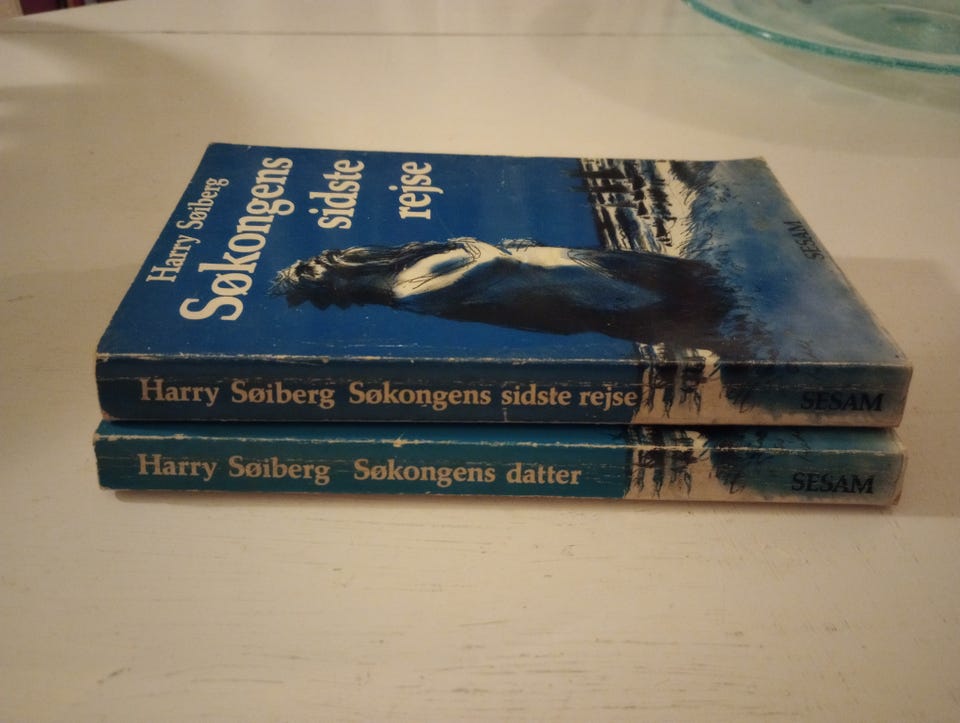 Harry Søiberg
Søkongens
sidste
rejse
SESAM
Harry Søiberg Søkongens sidste rejse SESAM
Harry Søiberg Søkongens datter SESAM